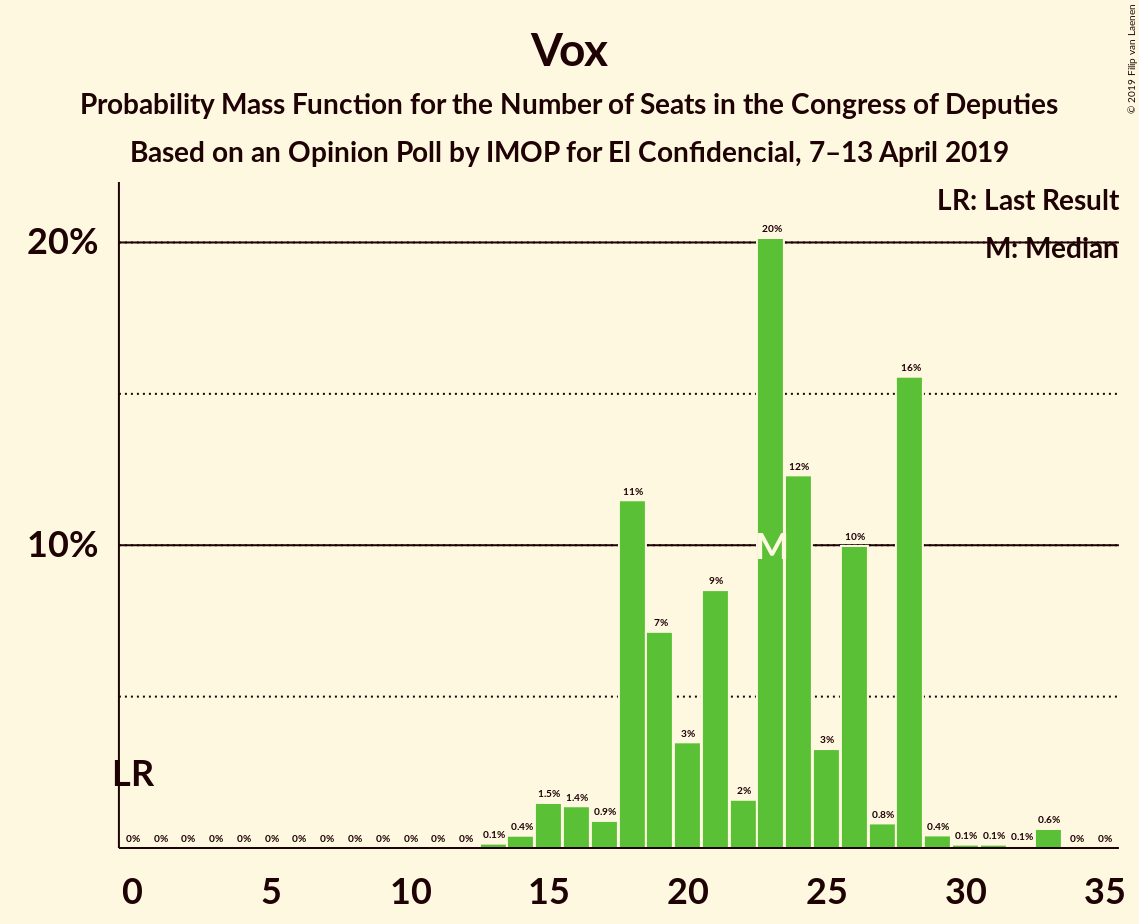 Vox
Probability Mass Function for the Number of Seats in the Congress of Deputies
Based on an Opinion Poll by IMOP for El Confidencial, 7–13 April 2019
© 2019 Filip van Laenen
LR: Last Result
M: Median
20%
10%
LR
M
0% 0% 0% 0% 0% 0% 0% 0% 0% 0% 0% 0% 0% 0.1% 0.4% 1.5% 1.4% 0.9% 11% 7% 3% 9% 2% 20% 12% 3% 10% 0.8% 16% 0.4% 0.1% 0.1% 0.1% 0.6% 0% 0%
0 5 10 15 20 25 30 35